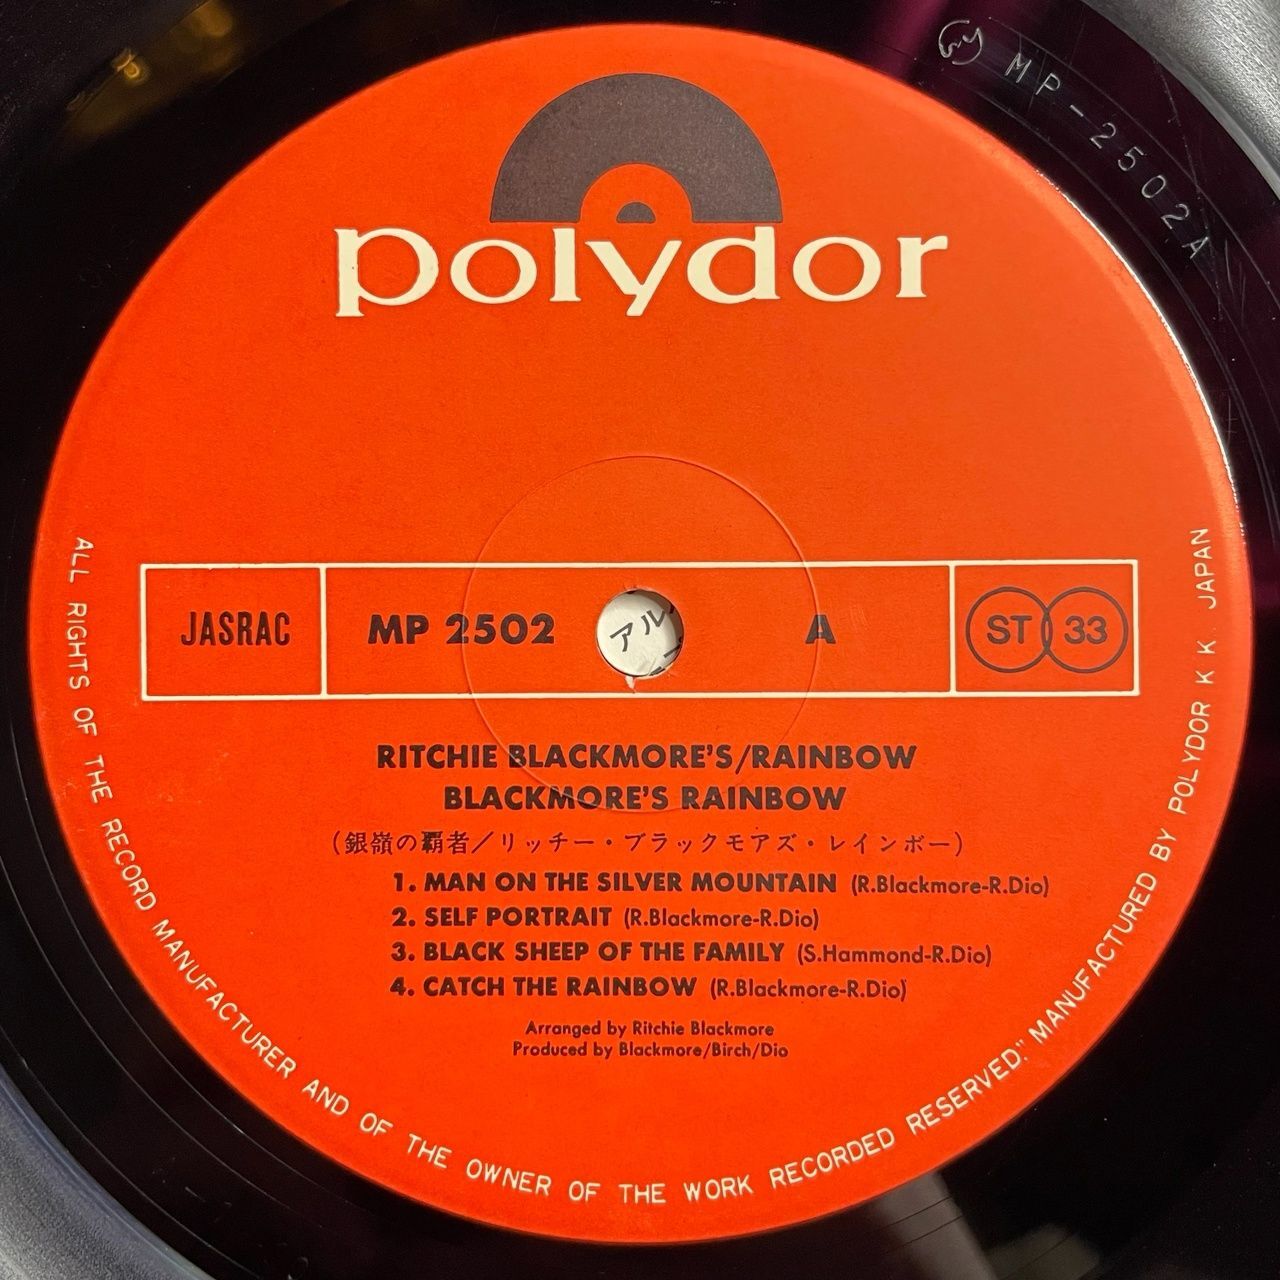 MP-2502A
polydor
JASRAC
MP 2502
A
ST 33
アル
RITCHIE BLACKMORE'S/RAINBOW
BLACKMORE'S RAINBOW
(銀嶺の覇者/リッチー・ブラックモアズ・レインボー)
1. MAN ON THE SILVER MOUNTAIN (R.Blackmore-R.Dio)
2. SELF PORTRAIT (R.Blackmore-R.Dio)
3. BLACK SHEEP OF THE FAMILY (S.Hammond-R.Dio)
4. CATCH THE RAINBOW (R.Blackmore-R.Dio)
Arranged by Ritchie Blackmore
Produced by Blackmore/Birch/Dio
ALL RIGHTS OF THE RECORD MANUFACTURER AND OF THE OWNER OF THE WORK RECORDED RESERVED." MANUFACTURED BY POLYDOR K K. JAPAN